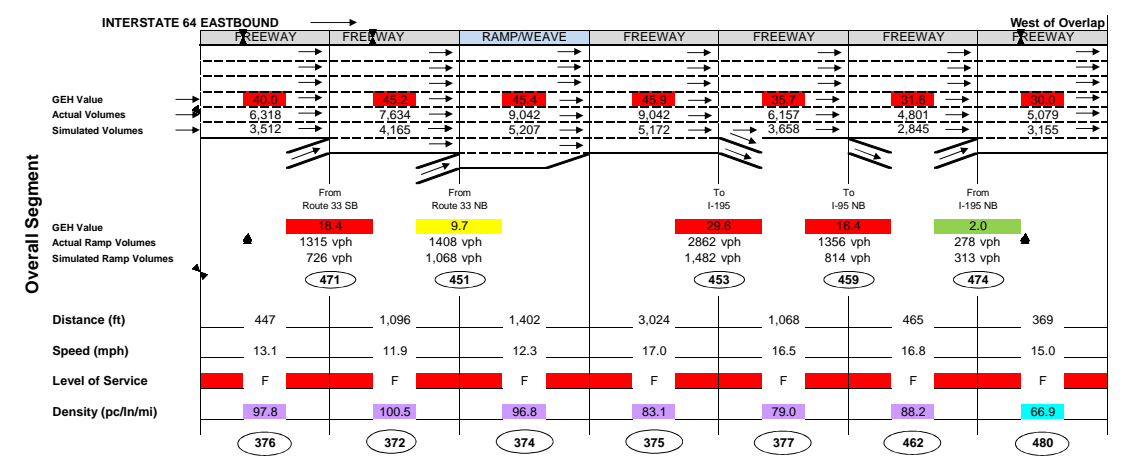 INTERSTATE 64 EASTBOUND West of Overlap
FREEWAY FREEWAY RAMP/WEAVE FREEWAY FREEWAY FREEWAY FREEWAY
GEH Value 40.0 45.2 45.4 45.9 35.7 31.6 30.0
Actual Volumes 6,318 7,634 9,042 9,042 6,157 4,801 5,079
Simulated Volumes 3,512 4,165 5,207 5,172 3,658 2,845 3,155
Overall Segment
From From To To From
Route 33 SB Route 33 NB I-195 I-95 NB I-195 NB
GEH Value 18.4 9.7 29.6 16.4 2.0
Actual Ramp Volumes 1315 vph 1408 vph 2862 vph 1356 vph 278 vph
Simulated Ramp Volumes 726 vph 1,068 vph 1,482 vph 814 vph 313 vph
471 451 453 459 474
Distance (ft) 447 1,096 1,402 3,024 1,068 465 369
Speed (mph) 13.1 11.9 12.3 17.0 16.5 16.8 15.0
Level of Service F F F F F F F
Density (pc/ln/mi) 97.8 100.5 96.8 83.1 79.0 88.2 66.9
376 372 374 375 377 462 480